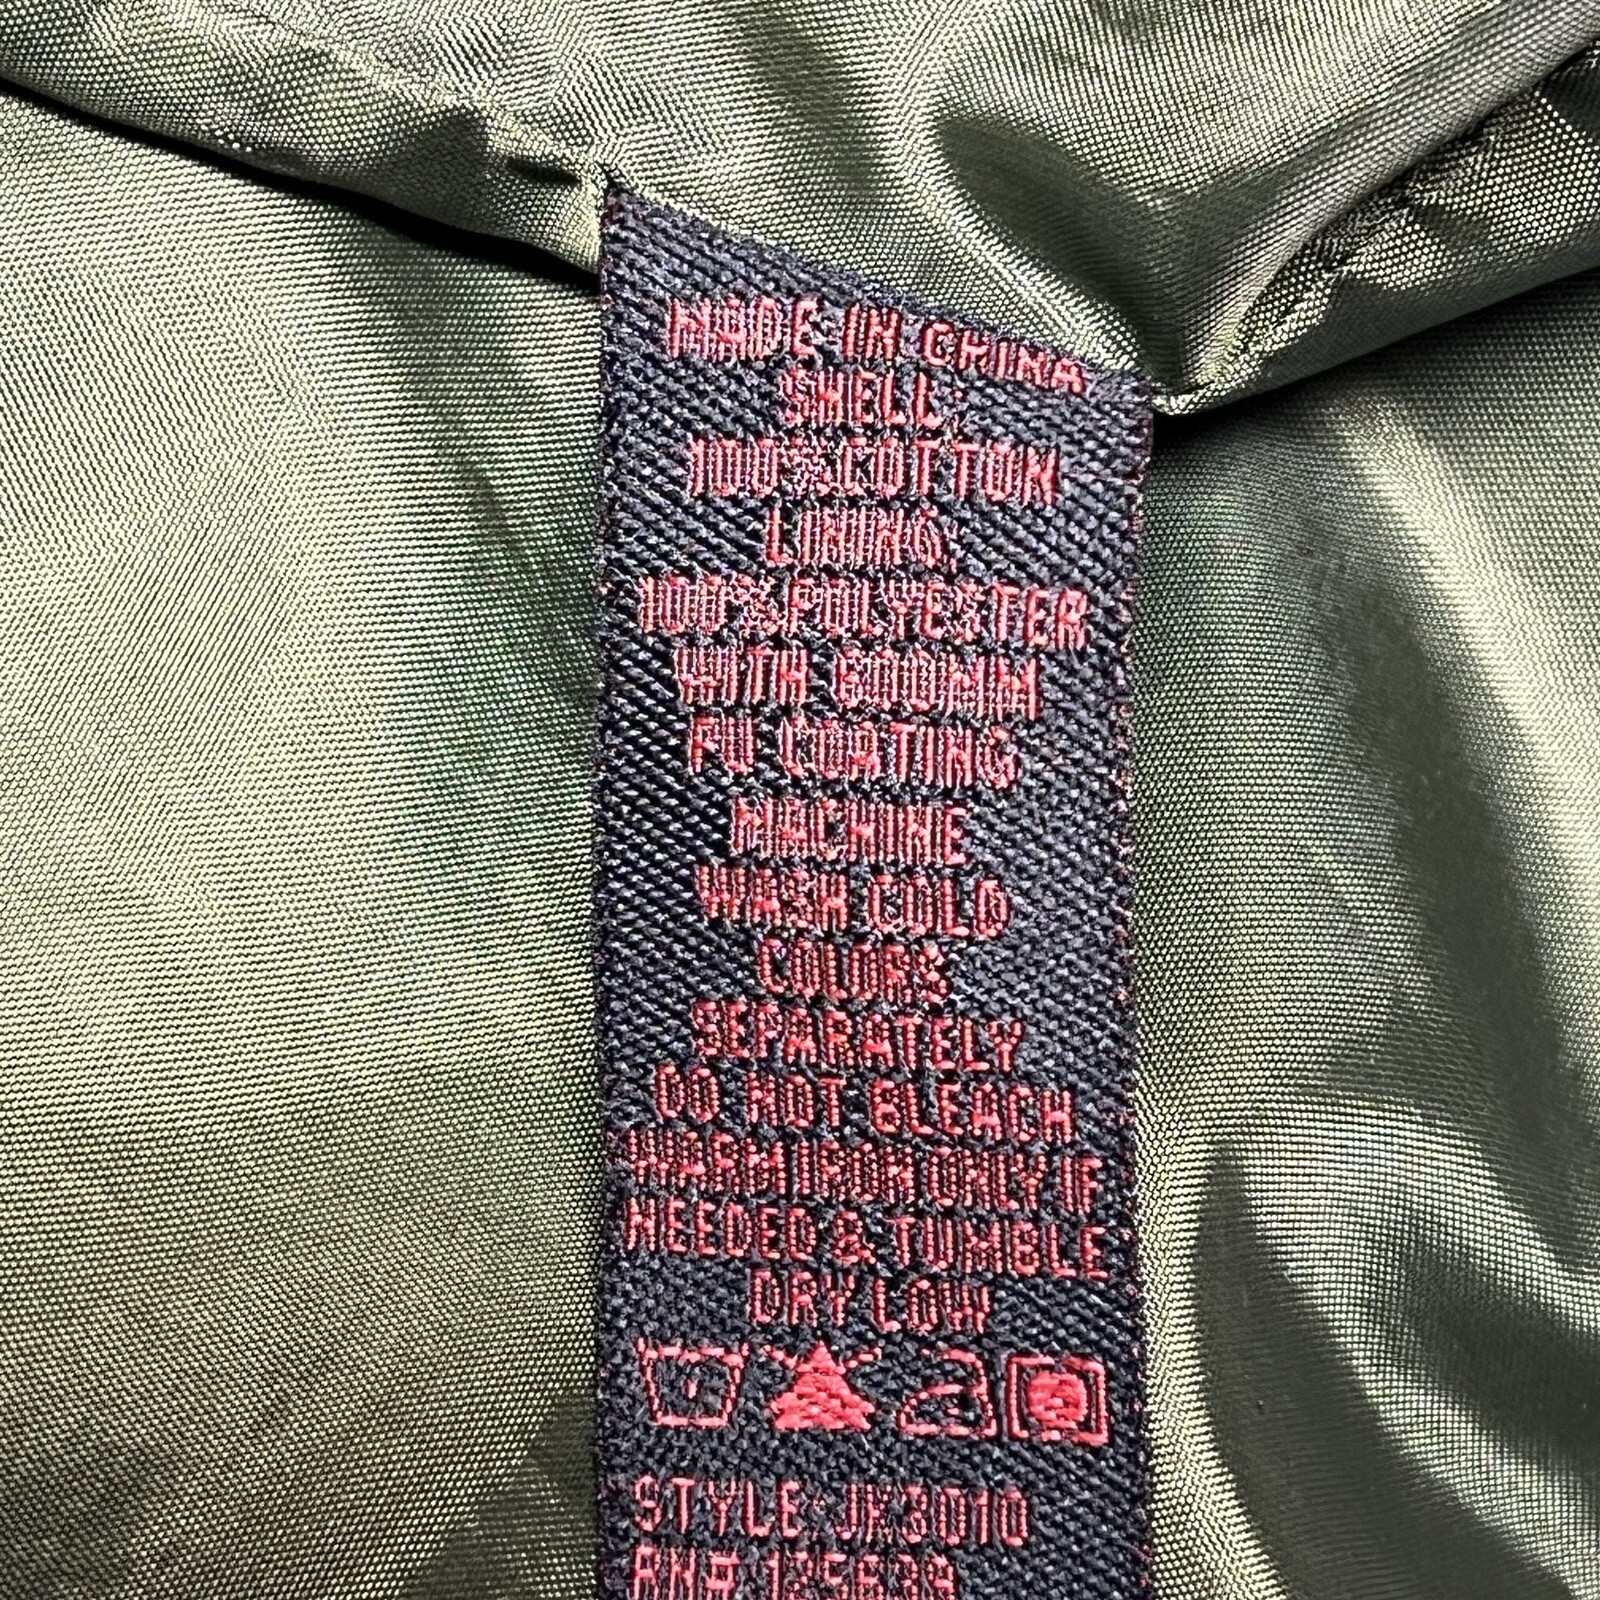 MADE IN CHINA
SHELL:
100% COTTON
LINING:
100% POLYESTER
WITH 600MM
PU COATING
MACHINE
WASH COLD
COLORS
SEPARATELY
DO NOT BLEACH
WARM IRON ONLY IF
NEEDED & TUMBLE
DRY LOW
STYLE: JK3010
RN#